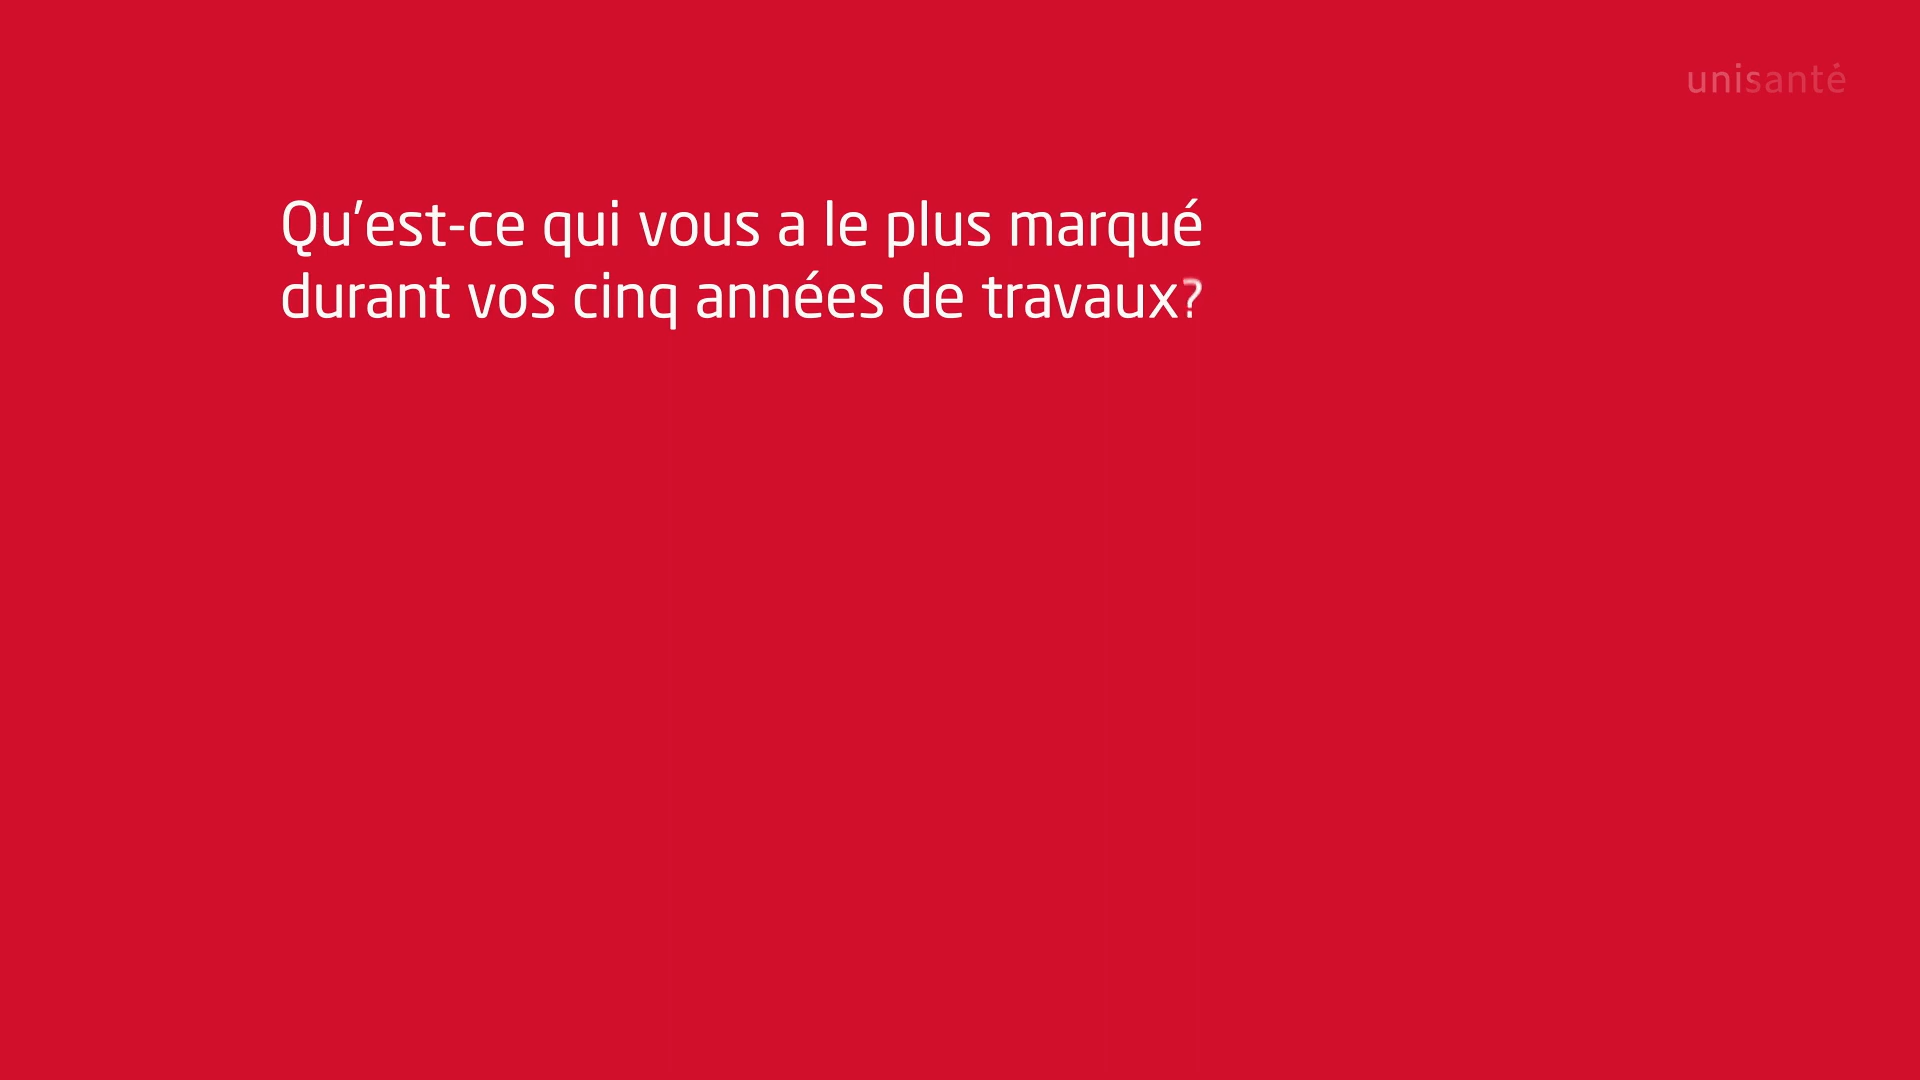 unisanté
Qu’est-ce qui vous a le plus marqué
durant vos cinq années de travaux?